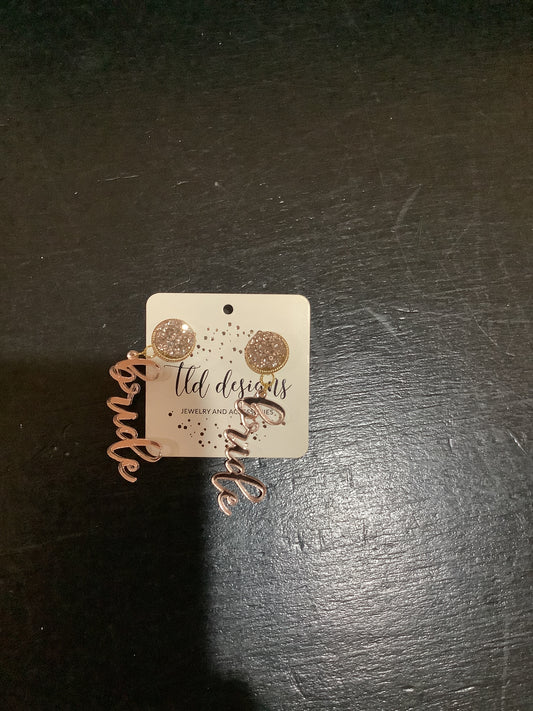 tld designs
JEWELRY AND ACCESSORIES
bride
bride